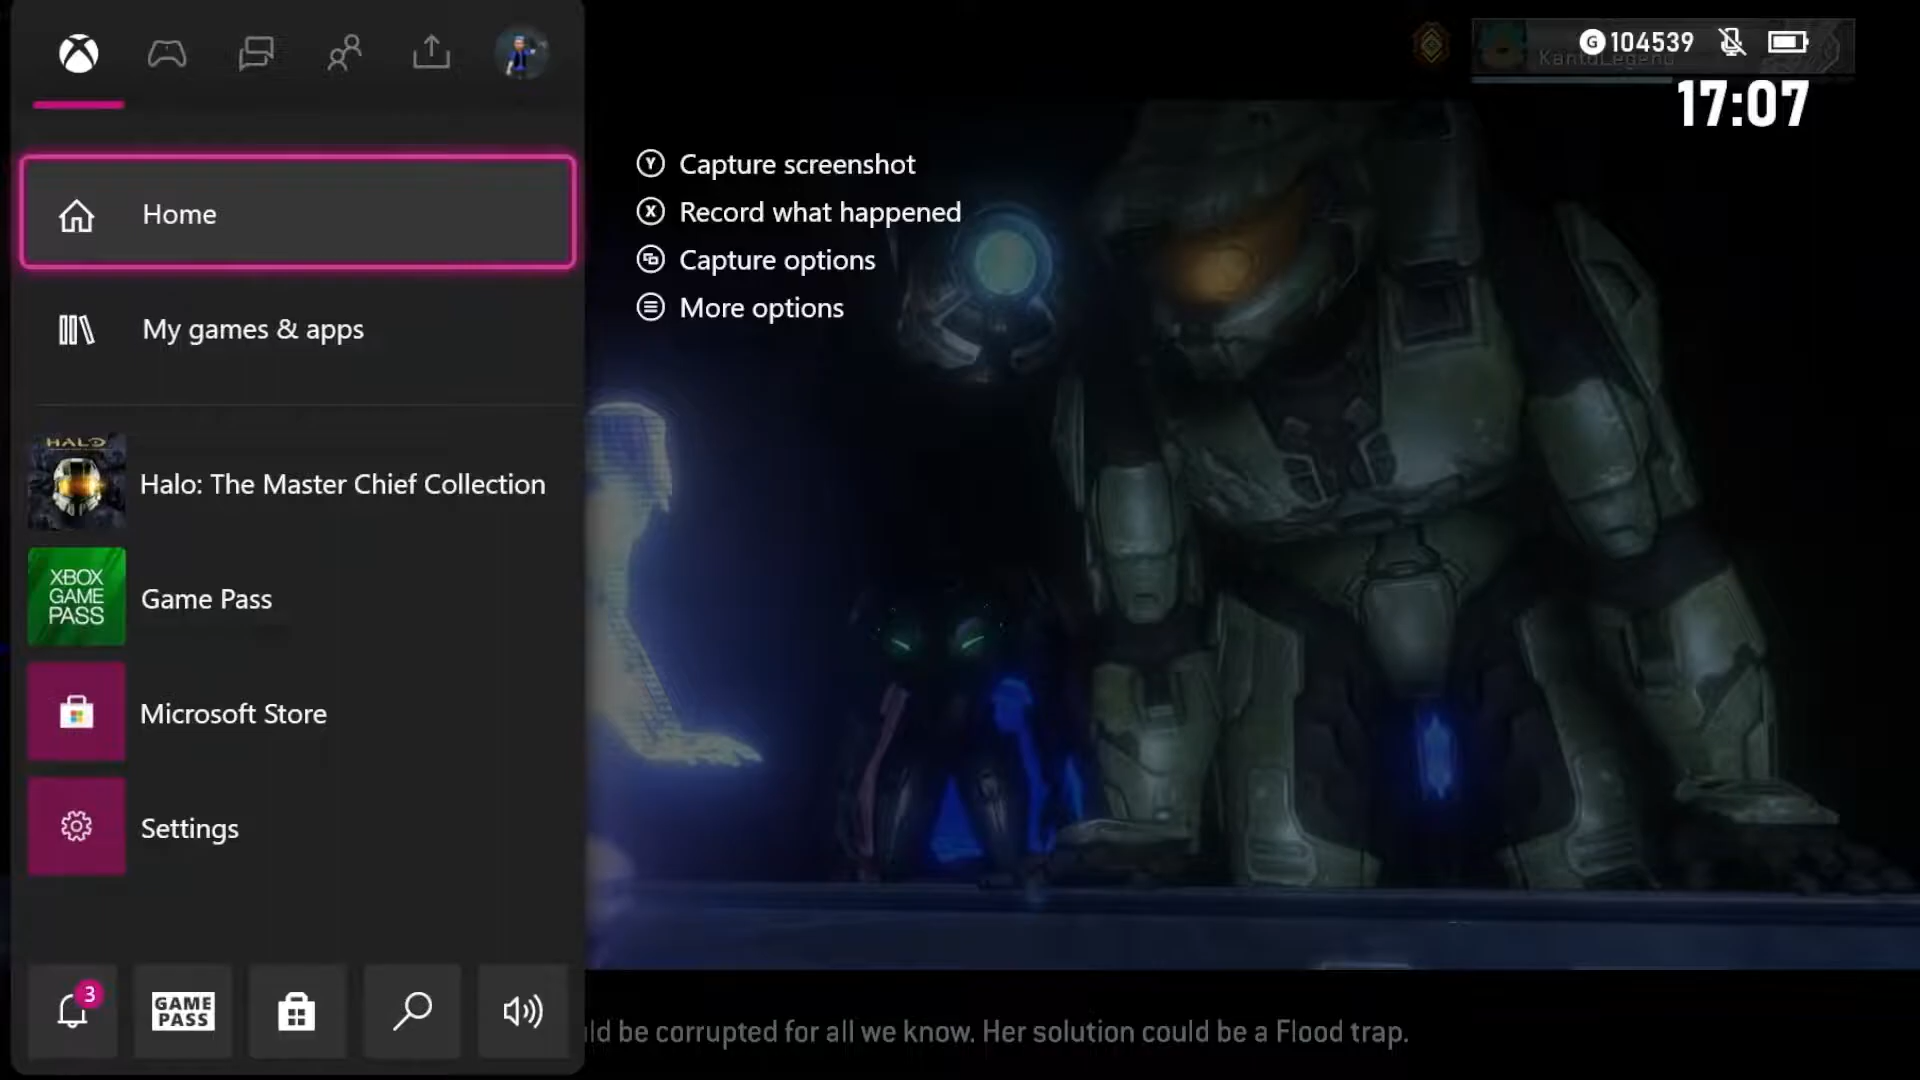 G 104539
KantoLegend
17:07
Y Capture screenshot
X Record what happened
Capture options
More options
Home
My games & apps
HALO
Halo: The Master Chief Collection
XBOX
GAME
PASS
Game Pass
Microsoft Store
Settings
3
GAME
PASS
ld be corrupted for all we know. Her solution could be a Flood trap.